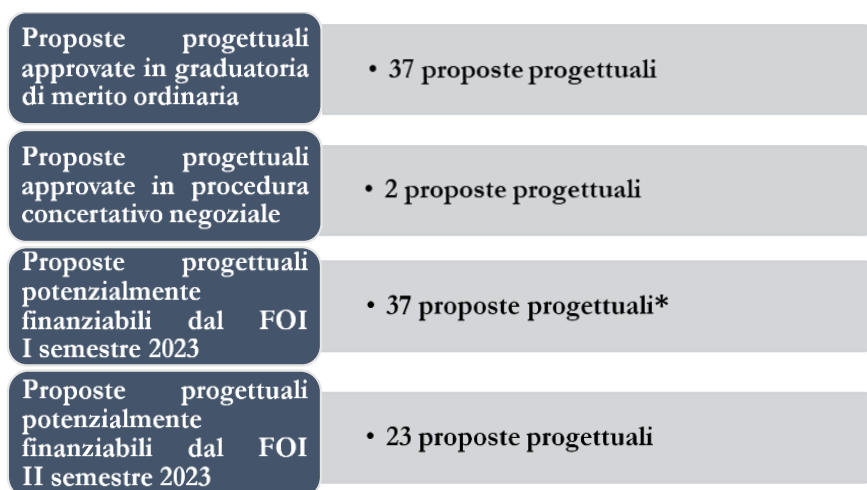 Proposte progettuali
approvate in graduatoria
di merito ordinaria
• 37 proposte progettuali
Proposte progettuali
approvate in procedura
concertativo negoziale
• 2 proposte progettuali
Proposte progettuali
potenzialmente
finanziabili dal FOI
I semestre 2023
• 37 proposte progettuali*
Proposte progettuali
potenzialmente
finanziabili dal FOI
II semestre 2023
• 23 proposte progettuali